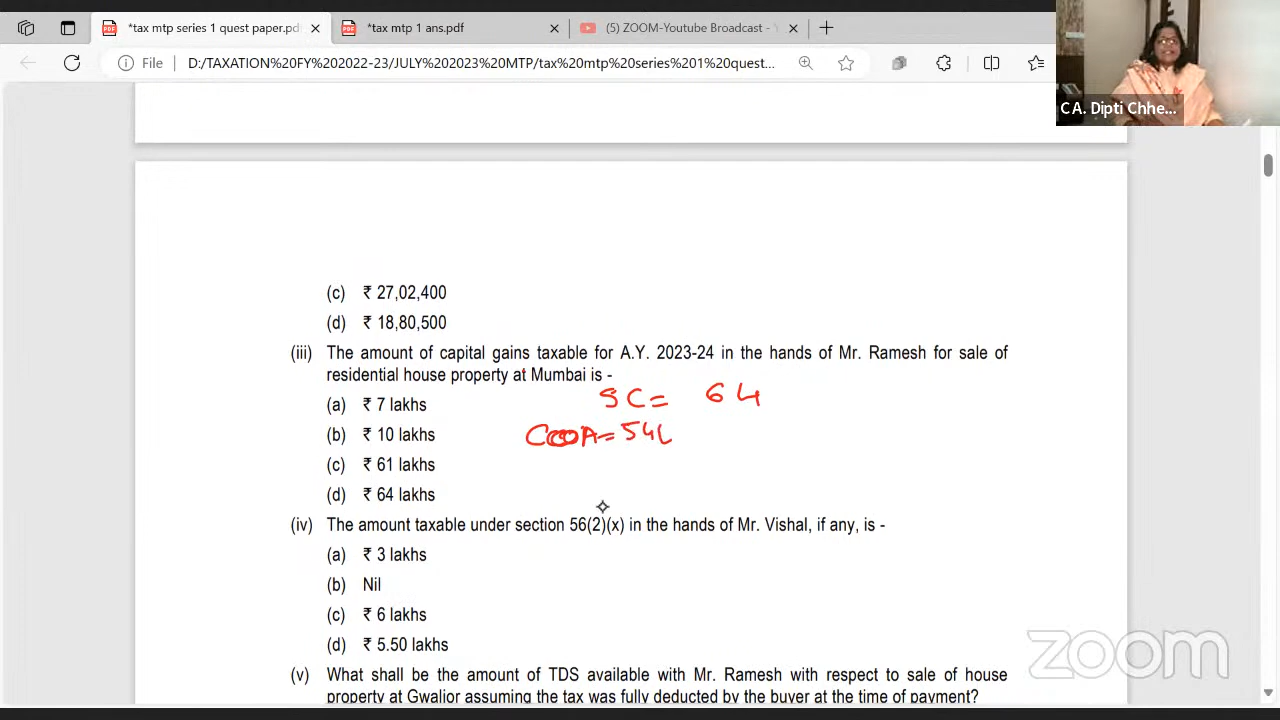 *tax mtp series 1 quest paper.pdf
*tax mtp 1 ans.pdf
(5) ZOOM-Youtube Broadcast - Y
File
D:/TAXATION%20FY%202022-23/JULY%202023%20MTP/tax%20mtp%20series%201%20quest...
CA. Dipti Chhe...
(c) ₹ 27,02,400
(d) ₹ 18,80,500
(iii) The amount of capital gains taxable for A.Y. 2023-24 in the hands of Mr. Ramesh for sale of
residential house property at Mumbai is -
SC= 64
(a) ₹ 7 lakhs
(b) ₹ 10 lakhs
COA=54L
(c) ₹ 61 lakhs
(d) ₹ 64 lakhs
(iv) The amount taxable under section 56(2)(x) in the hands of Mr. Vishal, if any, is -
(a) ₹ 3 lakhs
(b) Nil
(c) ₹ 6 lakhs
(d) ₹ 5.50 lakhs
zoom
(v) What shall be the amount of TDS available with Mr. Ramesh with respect to sale of house
property at Gwalior assuming the tax was fully deducted by the buyer at the time of payment?